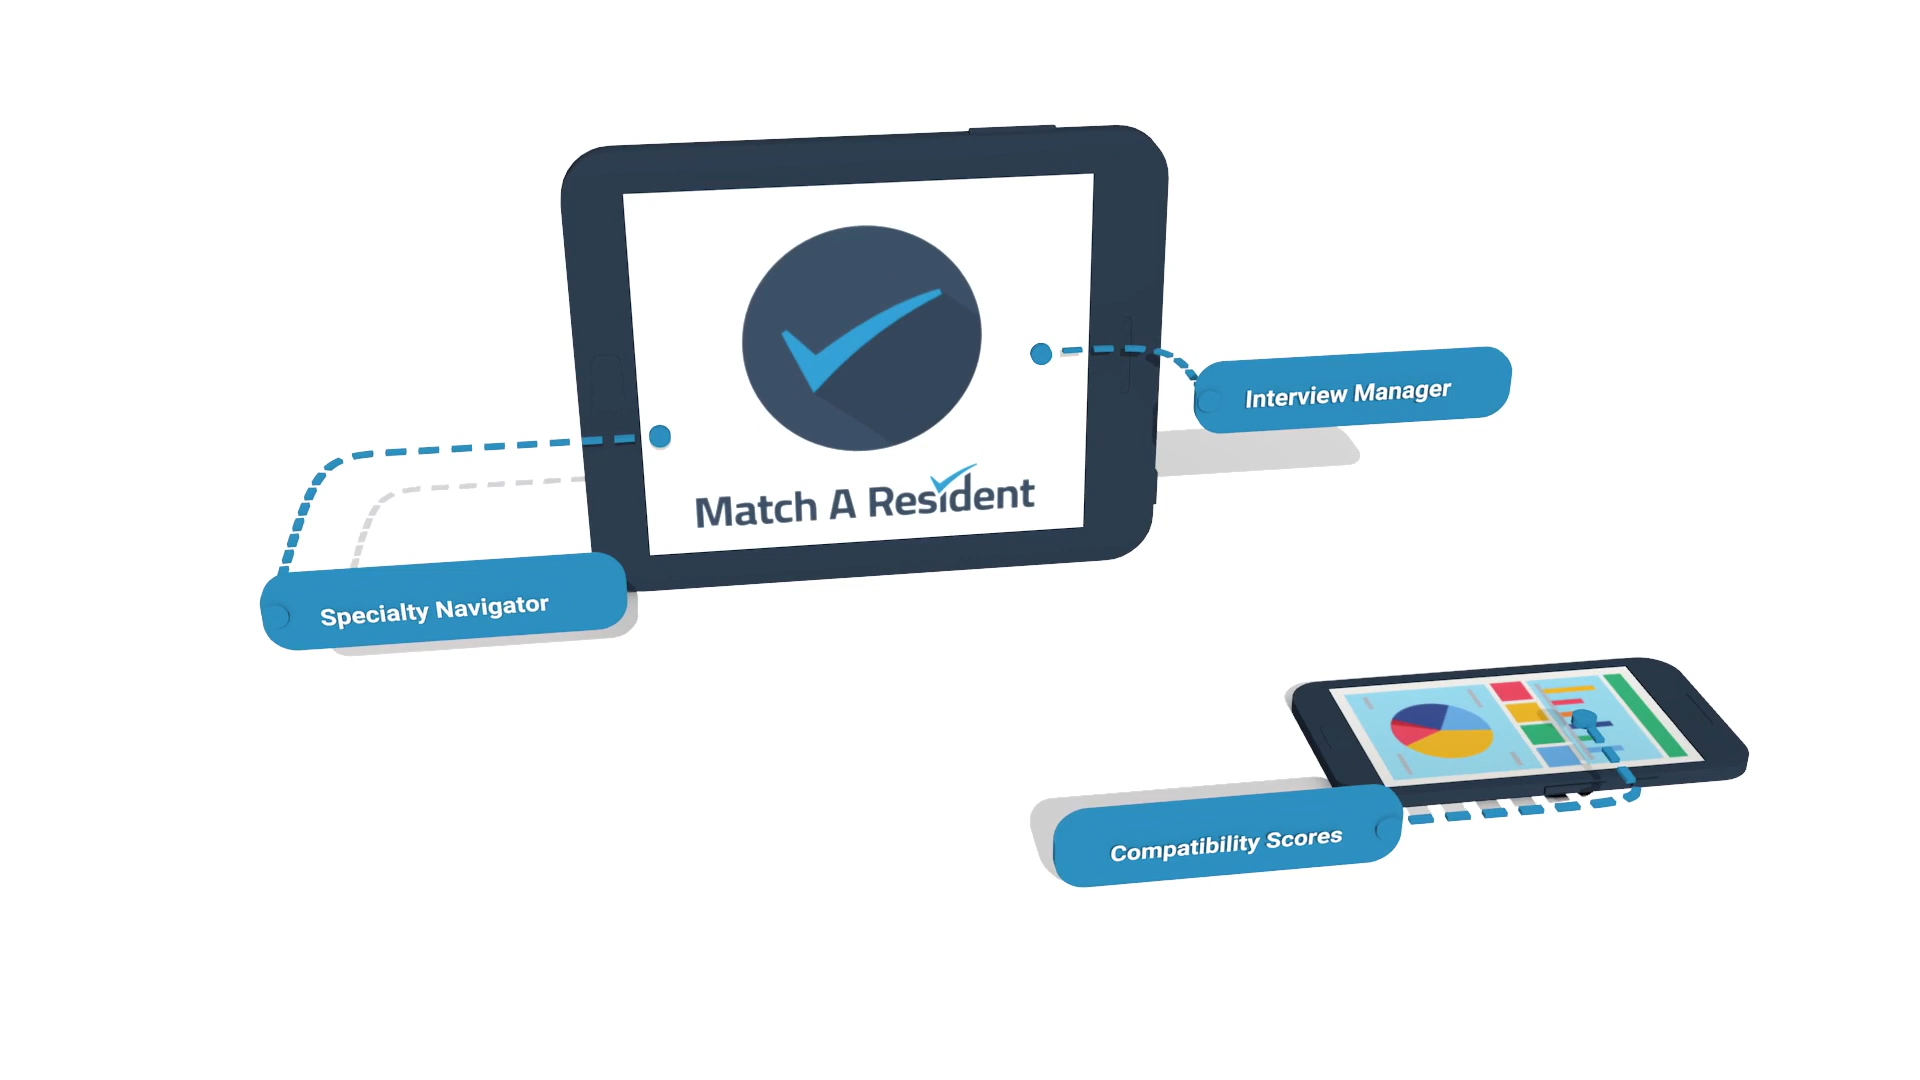 Match A Resident
Interview Manager
Specialty Navigator
Compatibility Scores